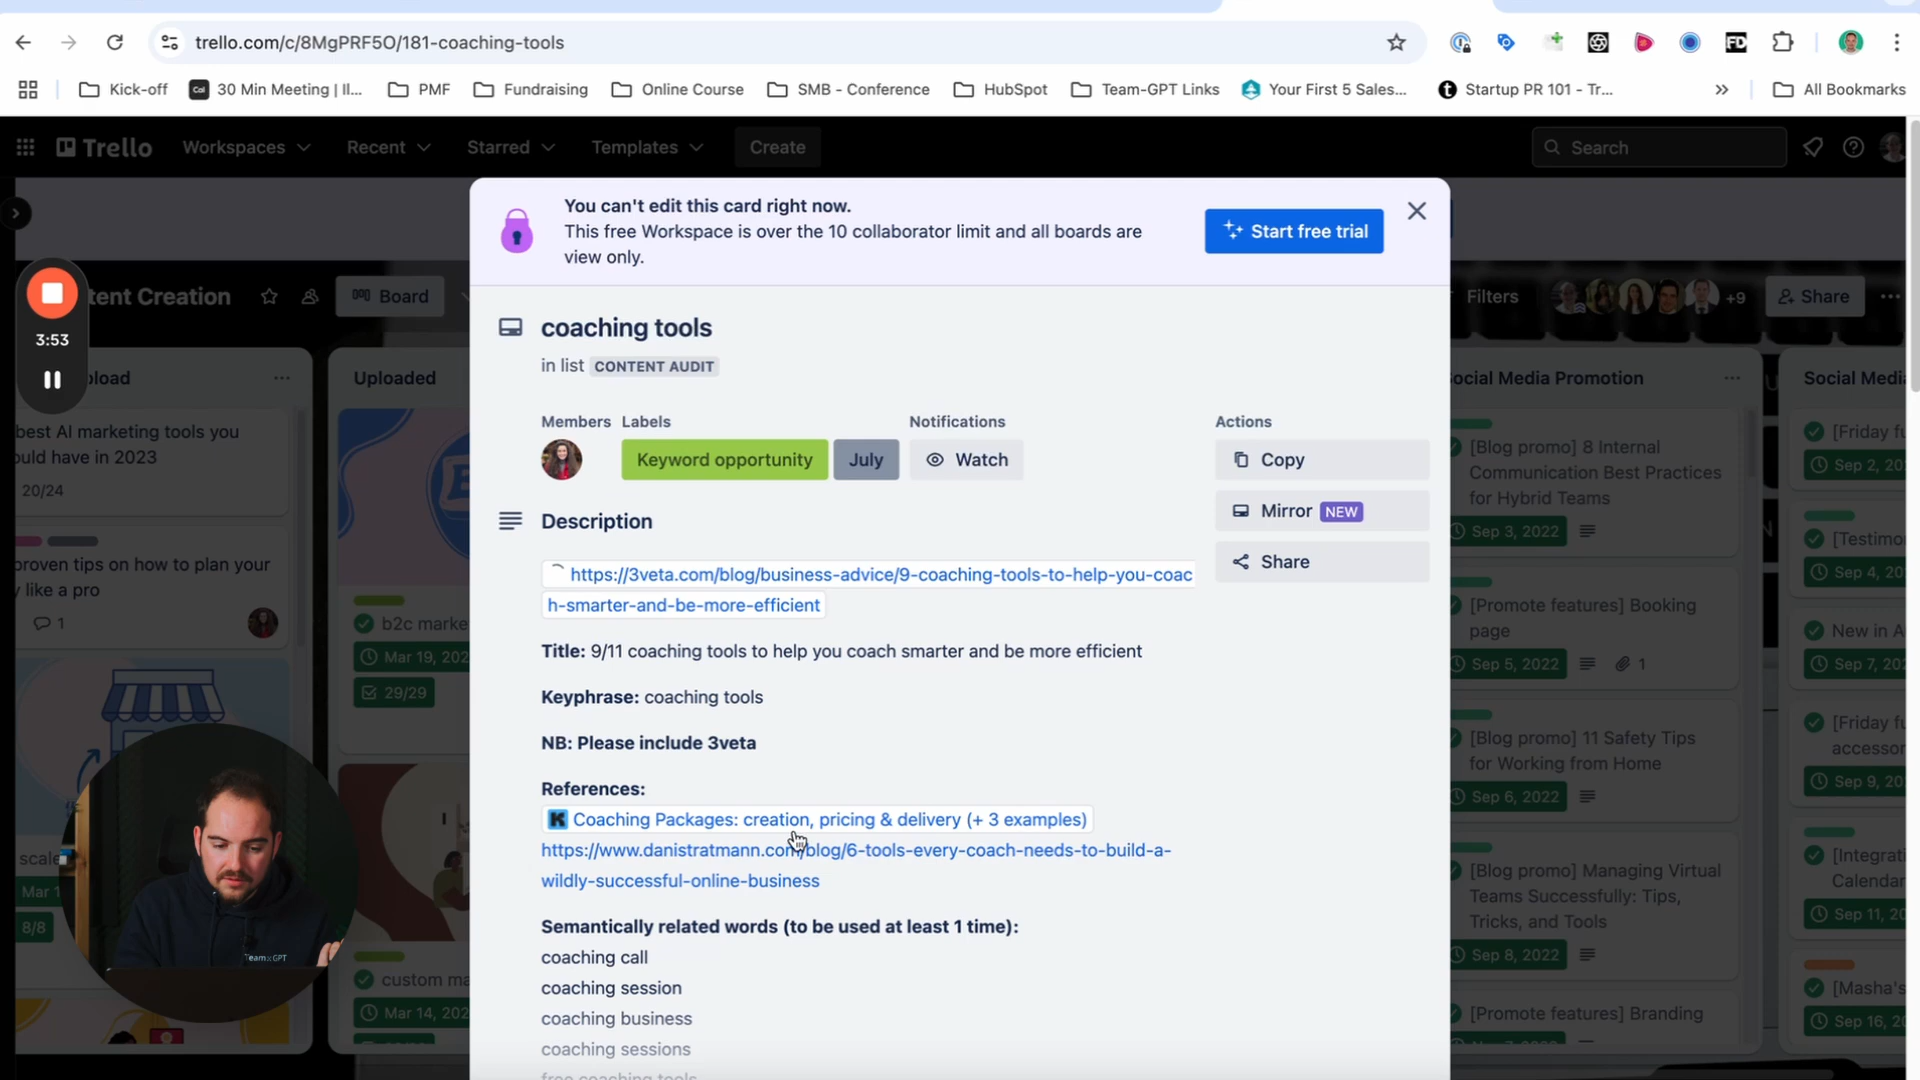 trello.com/c/8MgPRF5O/181-coaching-tools
FD
Kick-off
Col 30 Min Meeting | Il...
PMF
Fundraising
Online Course
SMB - Conference
HubSpot
Team-GPT Links
Your First 5 Sales...
Startup PR 101 - Tr...
All Bookmarks
Trello
Workspaces
Recent
Starred
Templates
Create
Search
You can't edit this card right now.
This free Workspace is over the 10 collaborator limit and all boards are
view only.
Start free trial
tent Creation
Board
Filters
+9
Share
3:53
load
Uploaded
best AI marketing tools you
ould have in 2023
20/24
proven tips on how to plan your
y like a pro
1
scale
Mar 1
8/8
b2c marke
Mar 19, 202
29/29
custom ma
Mar 14, 202
Team GPT
coaching tools
in list CONTENT AUDIT
Members
Labels
Notifications
Keyword opportunity
July
Watch
Description
https://3veta.com/blog/business-advice/9-coaching-tools-to-help-you-coac
h-smarter-and-be-more-efficient
Title: 9/11 coaching tools to help you coach smarter and be more efficient
Keyphrase: coaching tools
NB: Please include 3veta
References:
K Coaching Packages: creation, pricing & delivery (+ 3 examples)
https://www.danistratmann.com/blog/6-tools-every-coach-needs-to-build-a-
wildly-successful-online-business
Semantically related words (to be used at least 1 time):
coaching call
coaching session
coaching business
coaching sessions
free coaching tools
Actions
Copy
Mirror NEW
Share
Social Media Promotion
[Blog promo] 8 Internal
Communication Best Practices
for Hybrid Teams
Sep 3, 2022
[Promote features] Booking
page
Sep 5, 2022
1
[Blog promo] 11 Safety Tips
for Working from Home
Sep 6, 2022
[Blog promo] Managing Virtual
Teams Successfully: Tips,
Tricks, and Tools
Sep 8, 2022
[Promote features] Branding
Social Media
[Friday fu
Sep 2, 20
[Testimo
Sep 4, 20
New in A
Sep 7, 202
[Friday fu
accessor
Sep 9, 20
[Integrat
Calendar
Sep 11, 20
[Masha's
Sep 16, 20